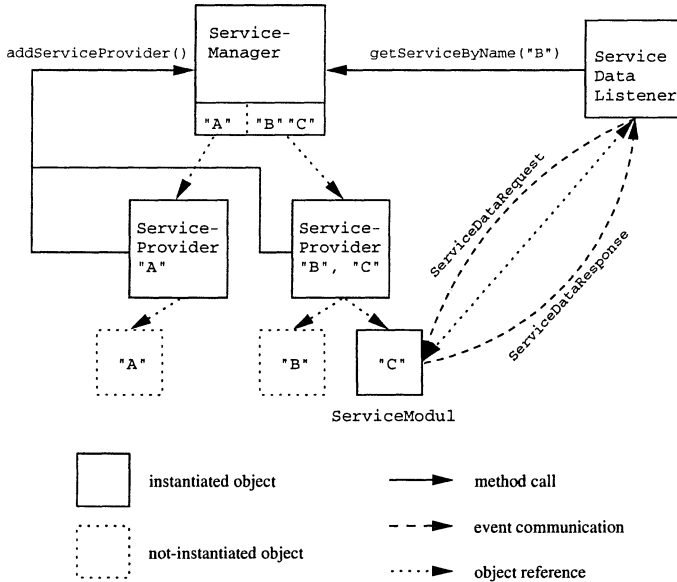 Service-
Manager
addServiceProvider()
getServiceByName("B")
Service
Data
Listener
"A" "B" "C"
ServiceDataRequest
ServiceDataResponse
Service-
Provider
"A"
Service-
Provider
"B", "C"
"A"
"B"
"C"
ServiceModul
instantiated object
not-instantiated object
method call
event communication
object reference